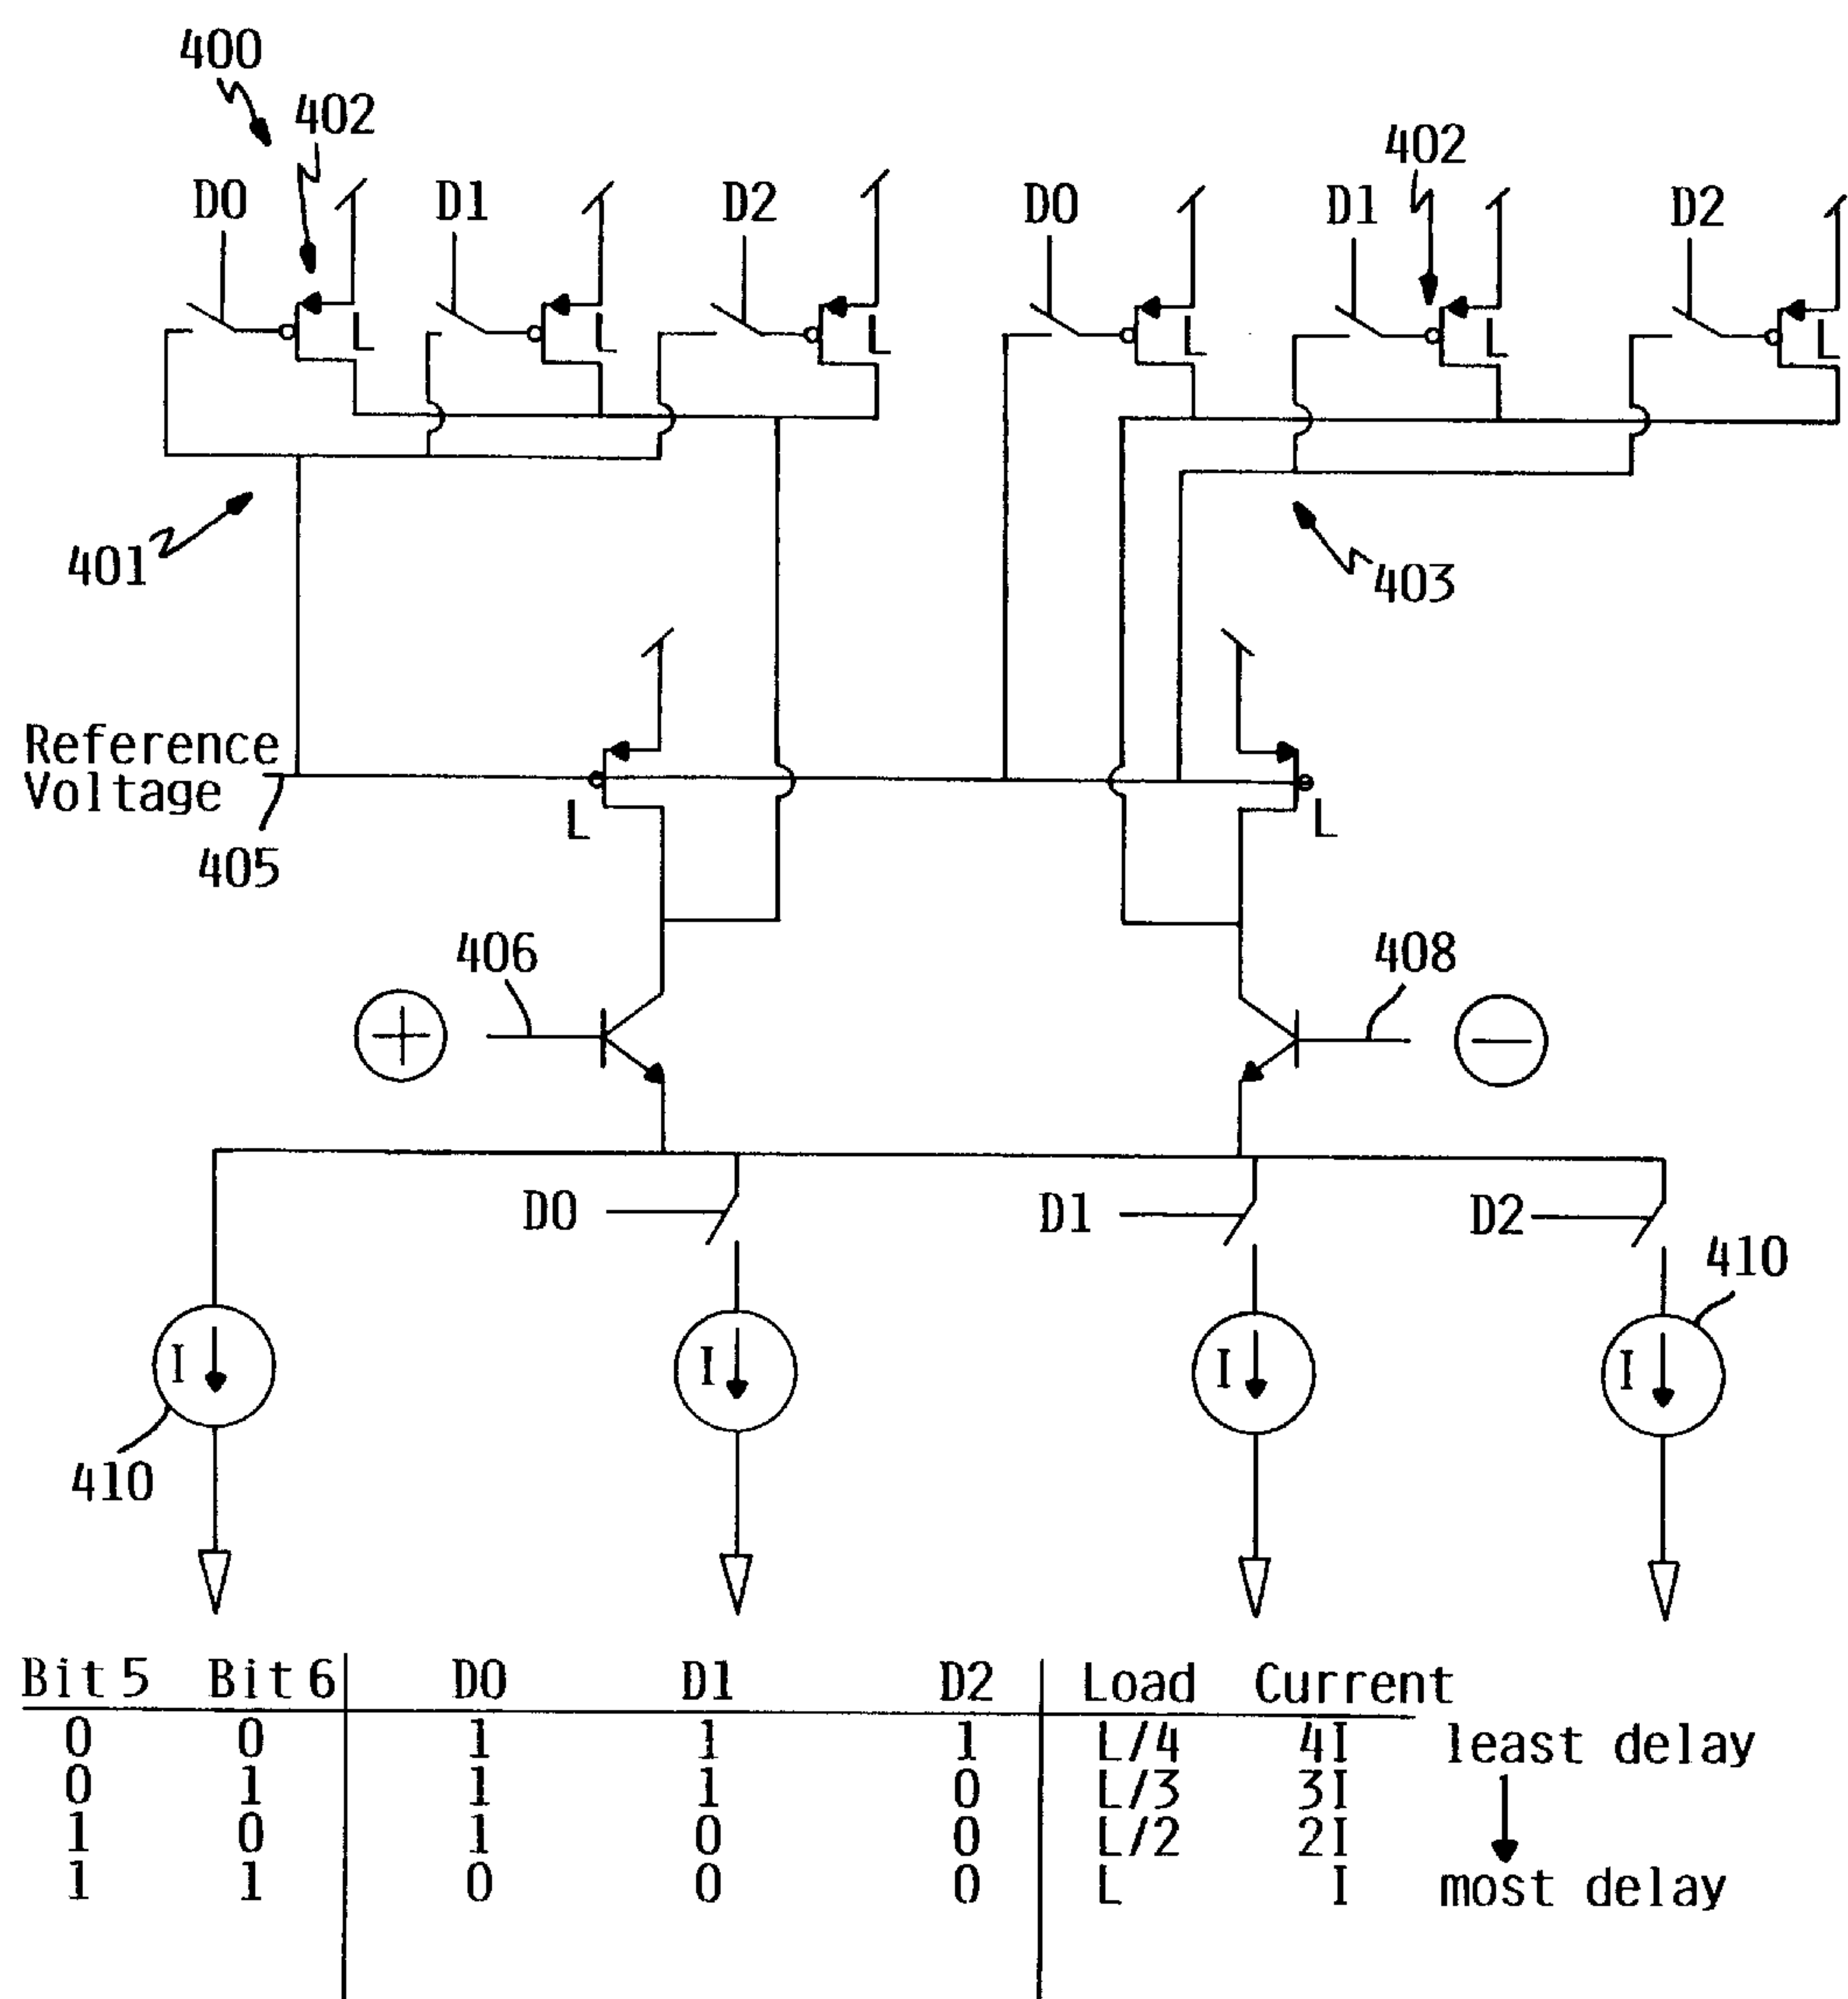 400
402
402
D0 D1 D2 D0 D1 D2
L L L L L L
401
403
Reference
Voltage
L L
405
406
408
+ −
D0 D1 D2
410
I I I I
410
Bit 5 Bit 6 D0 D1 D2 Load Current
0 0 1 1 1 L/4 4I least delay
0 1 1 1 0 L/3 3I
1 0 1 0 0 L/2 2I
1 1 0 0 0 L I most delay